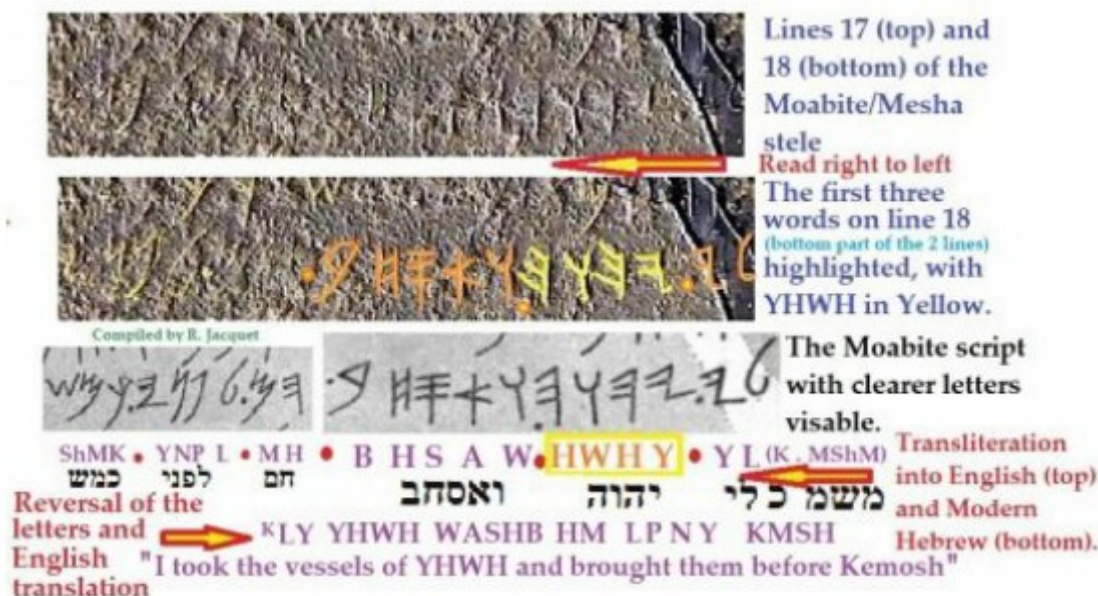 Lines 17 (top) and
18 (bottom) of the
Moabite/Mesha
stele
Read right to left
The first three
words on line 18
(bottom part of the 2 lines)
highlighted, with
YHWH in Yellow.
Compiled by R. Jacquet
The Moabite script
with clearer letters
visable.
ShMK • YNP L • M H • B H S A W • HWHY • Y L (K . MShM)
משמ כ לי יהוה ואסחב חם לפני כמש
Transliteration
into English (top)
and Modern
Hebrew (bottom).
Reversal of the
letters and
English
translation
KLY YHWH WASHB HM LPNY KMSH
"I took the vessels of YHWH and brought them before Kemosh"